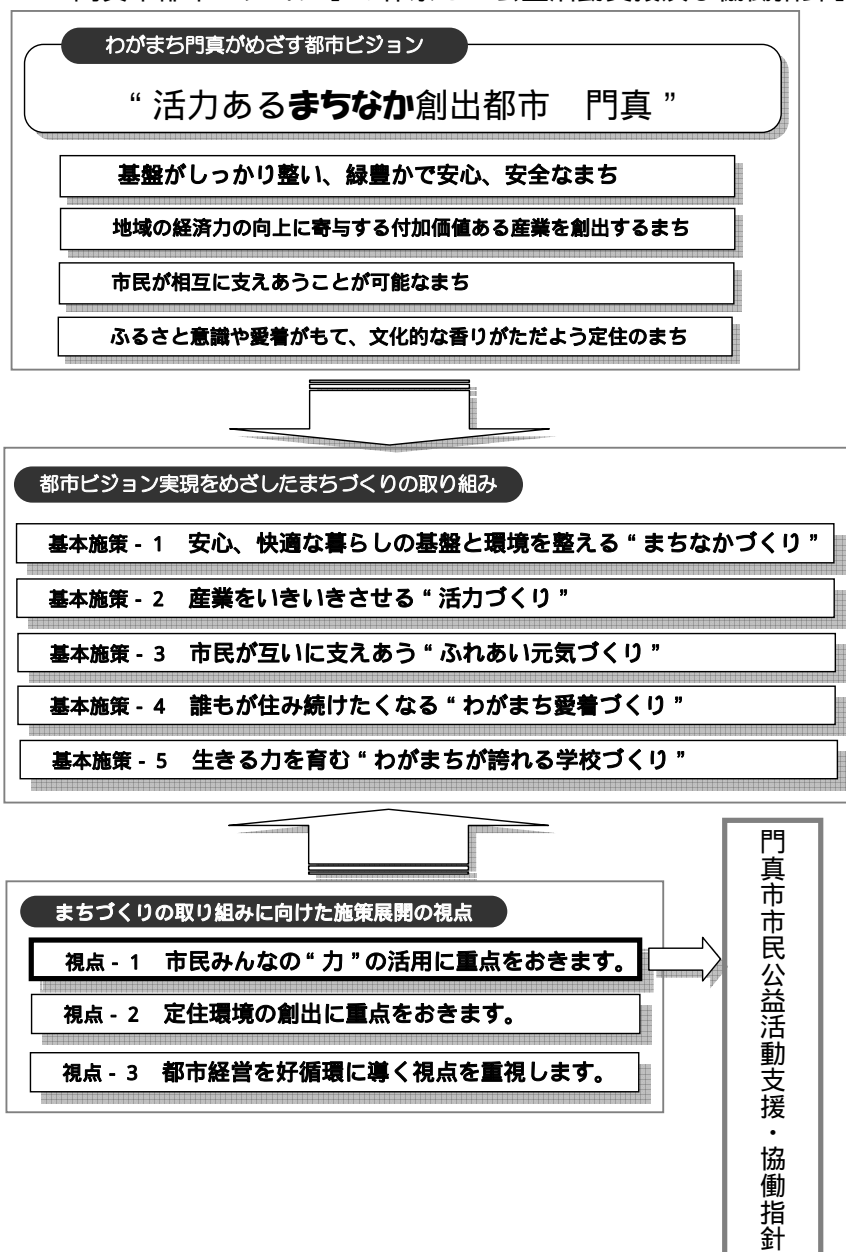 わがまち門真がめざす都市ビジョン
“活力あるまちなか創出都市　門真”
基盤がしっかり整い、緑豊かで安心、安全なまち
地域の経済力の向上に寄与する付加価値ある産業を創出するまち
市民が相互に支えあうことが可能なまち
ふるさと意識や愛着がもて、文化的な香りがただよう定住のまち
都市ビジョン実現をめざしたまちづくりの取り組み
基本施策 - 1　安心、快適な暮らしの基盤と環境を整える“まちなかづくり”
基本施策 - 2　産業をいきいきさせる“活力づくり”
基本施策 - 3　市民が互いに支えあう“ふれあい元気づくり”
基本施策 - 4　誰もが住み続けたくなる“わがまち愛着づくり”
基本施策 - 5　生きる力を育む“わがまちが誇れる学校づくり”
まちづくりの取り組みに向けた施策展開の視点
視点 - 1　市民みんなの“力”の活用に重点をおきます。
視点 - 2　定住環境の創出に重点をおきます。
視点 - 3　都市経営を好循環に導く視点を重視します。
門真市市民公益活動支援・協働指針